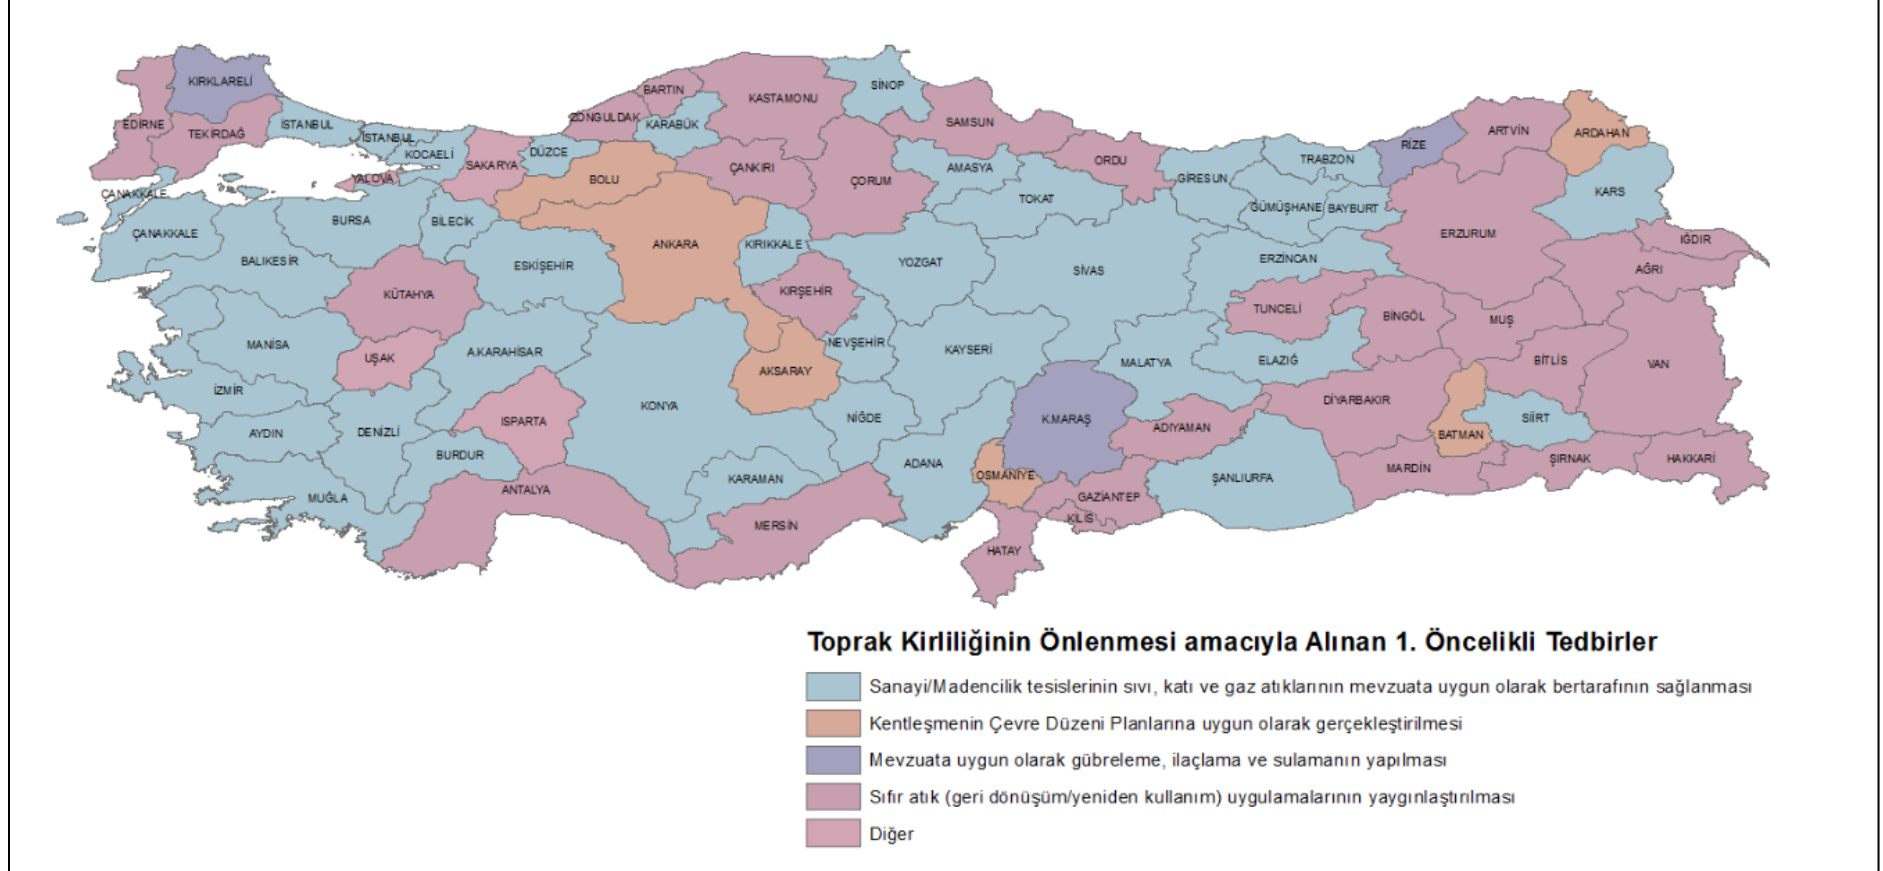 KIRKLARELİ
EDİRNE
TEKİRDAĞ
İSTANBUL
İSTANBUL
KOCAELİ
SAKARYA
YALOVA
DÜZCE
ZONGULDAK
BARTIN
KARABÜK
KASTAMONU
SİNOP
SAMSUN
ORDU
GİRESUN
TRABZON
RİZE
ARTVİN
ARDAHAN
KARS
IĞDIR
AĞRI
ERZURUM
BAYBURT
GÜMÜŞHANE
ERZİNCAN
TOKAT
AMASYA
ÇORUM
ÇANKIRI
BOLU
ANKARA
KIRIKKALE
YOZGAT
SİVAS
KIRŞEHİR
ESKİŞEHİR
BİLECİK
BURSA
ÇANAKKALE
ÇANAKKALE
BALIKESİR
KÜTAHYA
MANİSA
UŞAK
A.KARAHİSAR
İZMİR
AYDIN
DENİZLİ
MUĞLA
BURDUR
ISPARTA
ANTALYA
KONYA
AKSARAY
NEVŞEHİR
KAYSERİ
NİĞDE
KARAMAN
MERSİN
ADANA
OSMANİYE
K.MARAŞ
HATAY
KİLİS
GAZİANTEP
ADIYAMAN
MALATYA
ELAZIĞ
TUNCELİ
BİNGÖL
MUŞ
BİTLİS
VAN
DİYARBAKIR
BATMAN
SİİRT
ŞANLIURFA
MARDİN
ŞIRNAK
HAKKARİ
Toprak Kirliliğinin Önlenmesi amacıyla Alınan 1. Öncelikli Tedbirler
Sanayi/Madencilik tesislerinin sıvı, katı ve gaz atıklarının mevzuata uygun olarak bertarafının sağlanması
Kentleşmenin Çevre Düzeni Planlarına uygun olarak gerçekleştirilmesi
Mevzuata uygun olarak gübreleme, ilaçlama ve sulamanın yapılması
Sıfır atık (geri dönüşüm/yeniden kullanım) uygulamalarının yaygınlaştırılması
Diğer